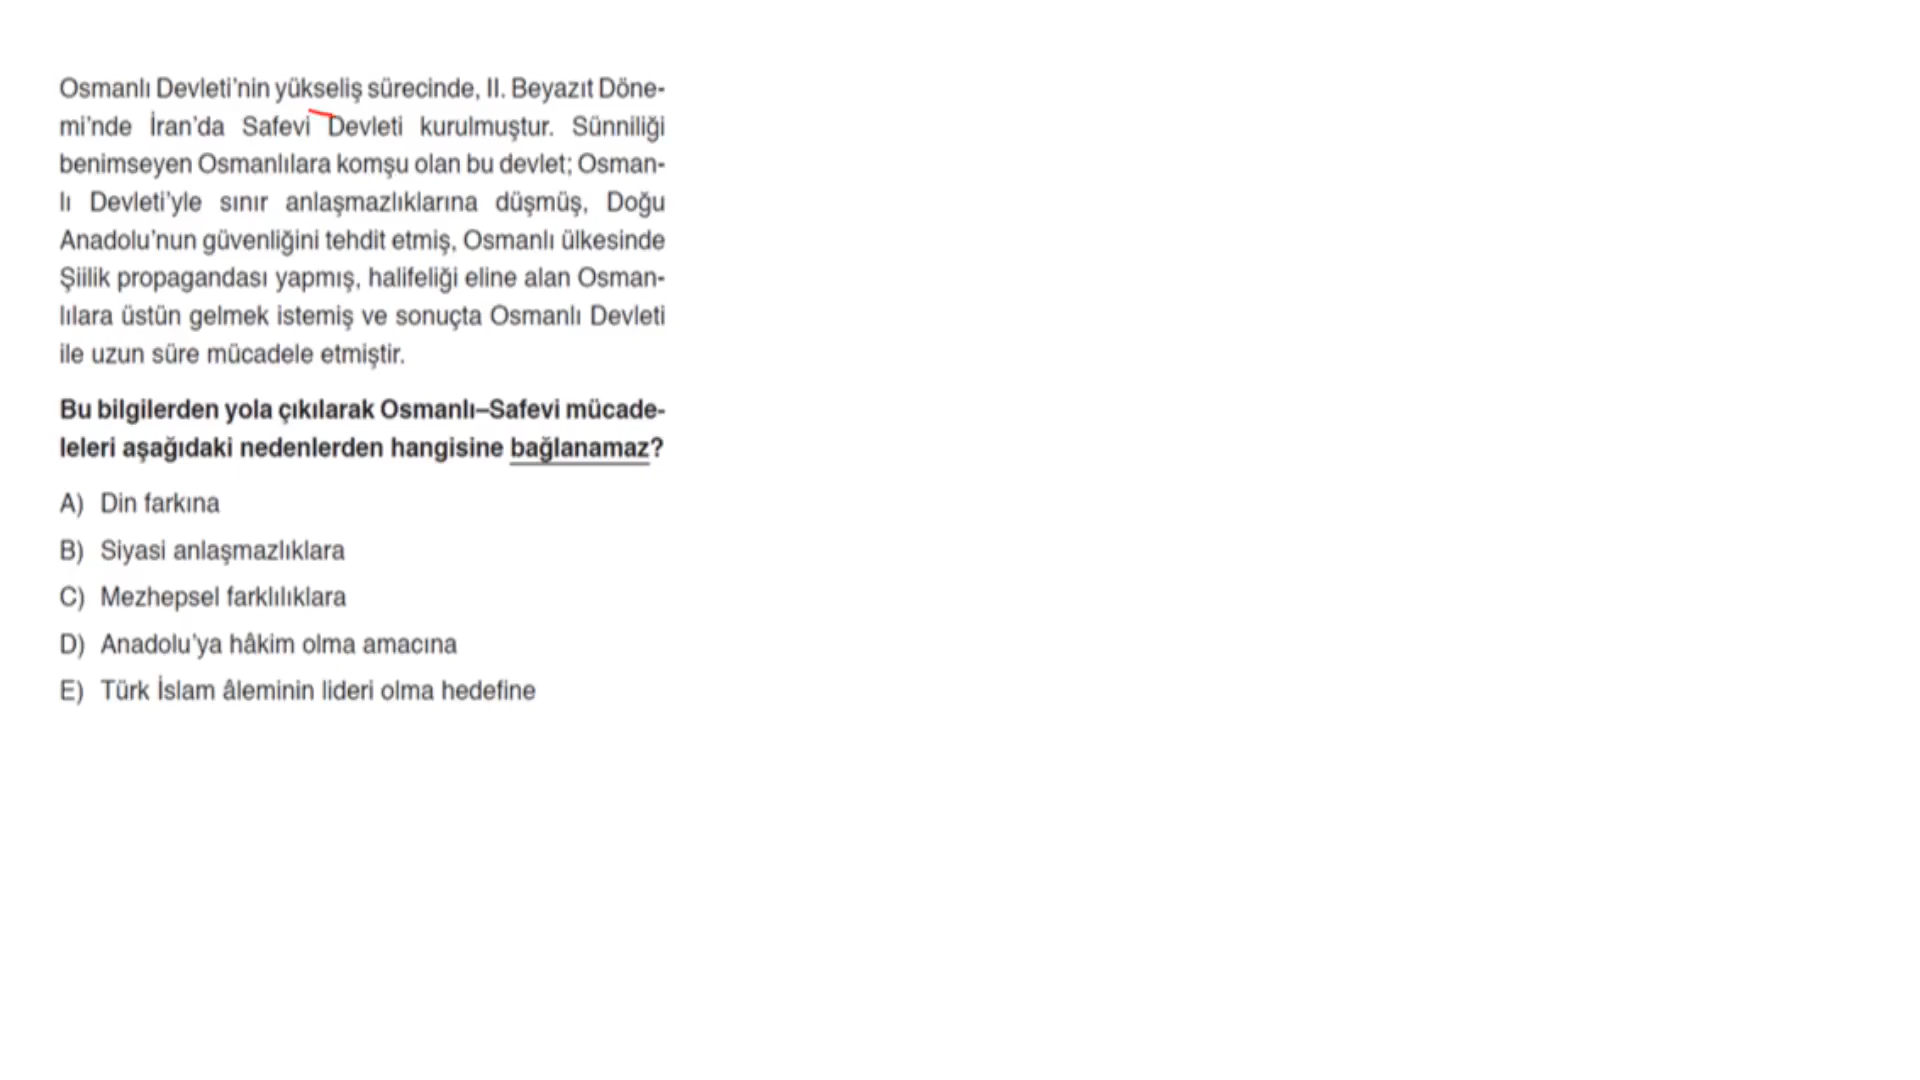 Osmanlı Devleti'nin yükseliş sürecinde, II. Beyazıt Döne-
mi'nde İran'da Safevi Devleti kurulmuştur. Sünniliği
benimseyen Osmanlılara komşu olan bu devlet; Osman-
lı Devleti'yle sınır anlaşmazlıklarına düşmüş, Doğu
Anadolu'nun güvenliğini tehdit etmiş, Osmanlı ülkesinde
Şiilik propagandası yapmış, halifeliği eline alan Osman-
lılara üstün gelmek istemiş ve sonuçta Osmanlı Devleti
ile uzun süre mücadele etmiştir.
Bu bilgilerden yola çıkılarak Osmanlı–Safevi mücade-
leleri aşağıdaki nedenlerden hangisine bağlanamaz?
A) Din farkına
B) Siyasi anlaşmazlıklara
C) Mezhepsel farklılıklara
D) Anadolu'ya hâkim olma amacına
E) Türk İslam âleminin lideri olma hedefine